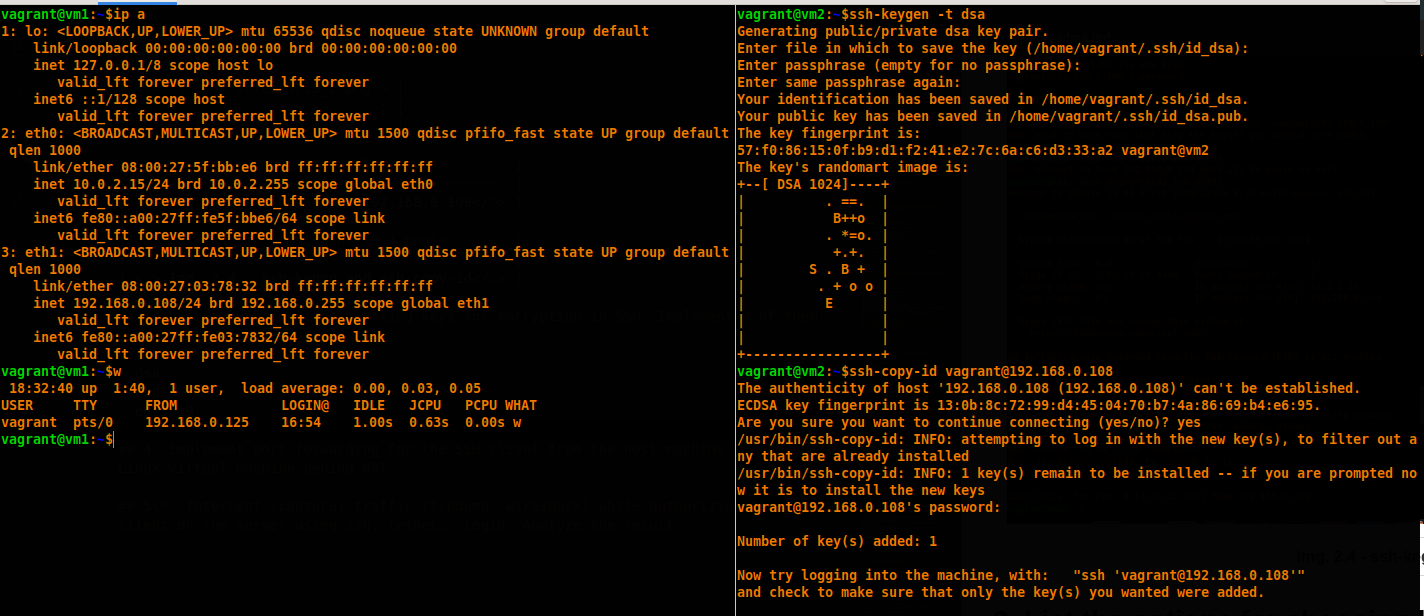 vagrant@vm1:~$ip a
1: lo: <LOOPBACK,UP,LOWER_UP> mtu 65536 qdisc noqueue state UNKNOWN group default
    link/loopback 00:00:00:00:00:00 brd 00:00:00:00:00:00
    inet 127.0.0.1/8 scope host lo
       valid_lft forever preferred_lft forever
    inet6 ::1/128 scope host
       valid_lft forever preferred_lft forever
2: eth0: <BROADCAST,MULTICAST,UP,LOWER_UP> mtu 1500 qdisc pfifo_fast state UP group default
 qlen 1000
    link/ether 08:00:27:5f:bb:e6 brd ff:ff:ff:ff:ff:ff
    inet 10.0.2.15/24 brd 10.0.2.255 scope global eth0
       valid_lft forever preferred_lft forever
    inet6 fe80::a00:27ff:fe5f:bbe6/64 scope link
       valid_lft forever preferred_lft forever
3: eth1: <BROADCAST,MULTICAST,UP,LOWER_UP> mtu 1500 qdisc pfifo_fast state UP group default
 qlen 1000
    link/ether 08:00:27:03:78:32 brd ff:ff:ff:ff:ff:ff
    inet 192.168.0.108/24 brd 192.168.0.255 scope global eth1
       valid_lft forever preferred_lft forever
    inet6 fe80::a00:27ff:fe03:7832/64 scope link
       valid_lft forever preferred_lft forever
vagrant@vm1:~$w
 18:32:40 up  1:40,  1 user,  load average: 0.00, 0.03, 0.05
USER     TTY      FROM             LOGIN@   IDLE   JCPU   PCPU WHAT
vagrant  pts/0    192.168.0.125    16:54    1.00s  0.63s  0.00s w
vagrant@vm1:~$
vagrant@vm2:~$ssh-keygen -t dsa
Generating public/private dsa key pair.
Enter file in which to save the key (/home/vagrant/.ssh/id_dsa):
Enter passphrase (empty for no passphrase):
Enter same passphrase again:
Your identification has been saved in /home/vagrant/.ssh/id_dsa.
Your public key has been saved in /home/vagrant/.ssh/id_dsa.pub.
The key fingerprint is:
57:f0:86:15:0f:b9:d1:f2:41:e2:7c:6a:c6:d3:33:a2 vagrant@vm2
The key's randomart image is:
+--[ DSA 1024]----+
|          . ==.  |
|           B++o  |
|          . *=o. |
|           +.+.  |
|        S . B +  |
|         . + o o |
|          E      |
|                 |
|                 |
+-----------------+
vagrant@vm2:~$ssh-copy-id vagrant@192.168.0.108
The authenticity of host '192.168.0.108 (192.168.0.108)' can't be established.
ECDSA key fingerprint is 13:0b:8c:72:99:d4:45:04:70:b7:4a:86:69:b4:e6:95.
Are you sure you want to continue connecting (yes/no)? yes
/usr/bin/ssh-copy-id: INFO: attempting to log in with the new key(s), to filter out a
ny that are already installed
/usr/bin/ssh-copy-id: INFO: 1 key(s) remain to be installed -- if you are prompted no
w it is to install the new keys
vagrant@192.168.0.108's password:
Number of key(s) added: 1
Now try logging into the machine, with:   "ssh 'vagrant@192.168.0.108'"
and check to make sure that only the key(s) you wanted were added.